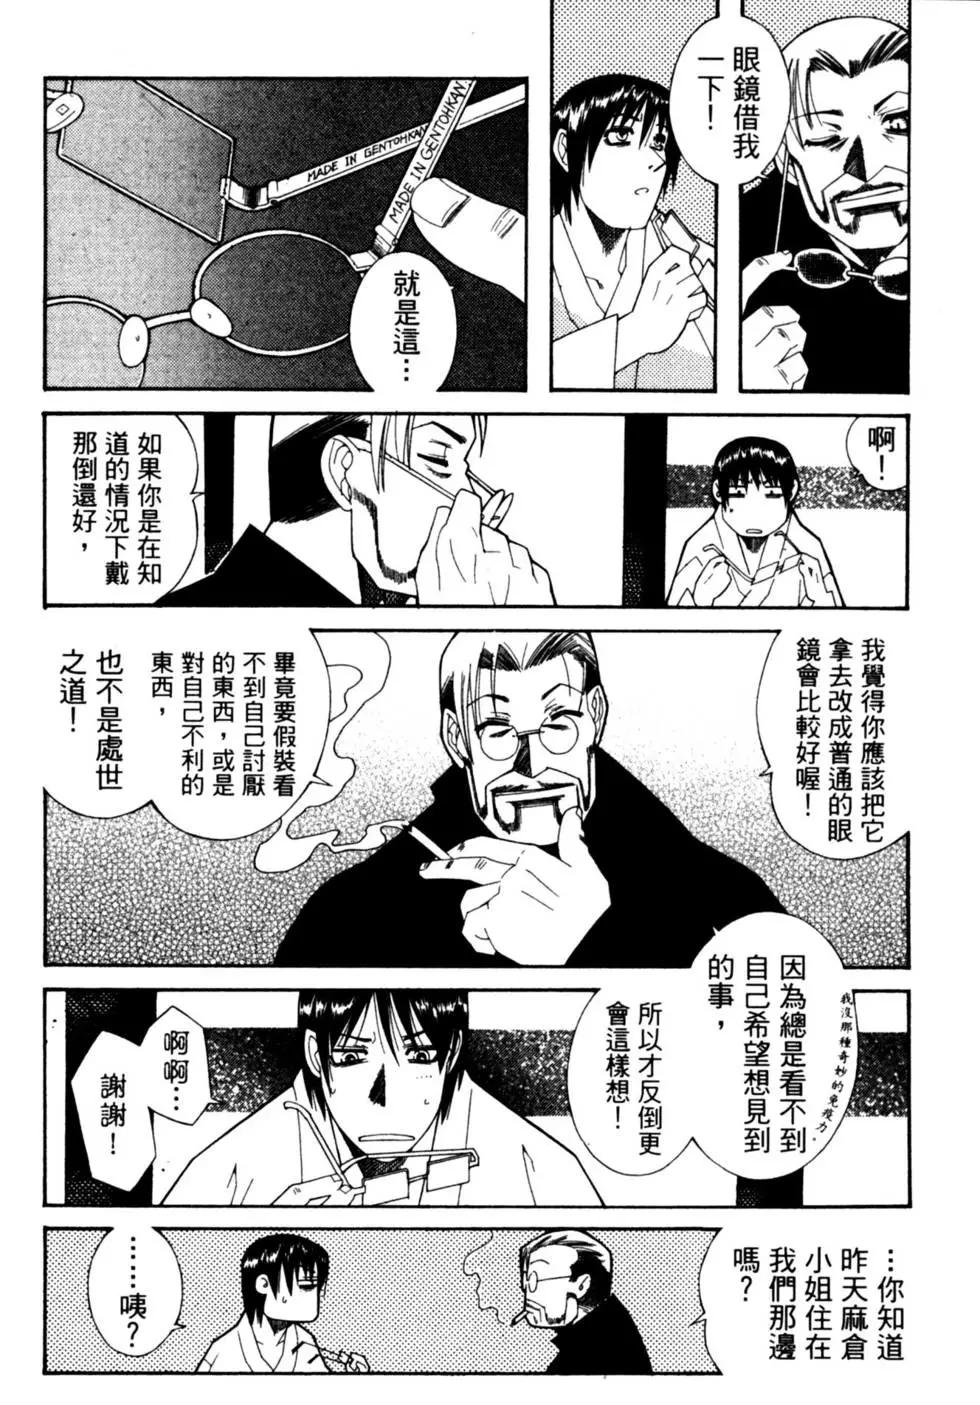 眼鏡借我
一下！
MADE IN GENTOHKAN
MADE IN GENTOHKAN.
就是這…
啊！
如果你是在知
道的情況下戴
那倒還好，
我覺得你應該把它
拿去改成普通的眼
鏡會比較好喔！
畢竟要假裝看
不到自己討厭
的東西，或是
對自己不利的
東西，
也不是處世
之道！
我沒那種奇妙的免疫力。
因為總是看不到
自己希望想見到
的事，
所以才反倒更
會這樣想！
啊啊…
謝謝！
…你知道
昨天麻倉
小姐住在
我們那邊
嗎？
………咦？